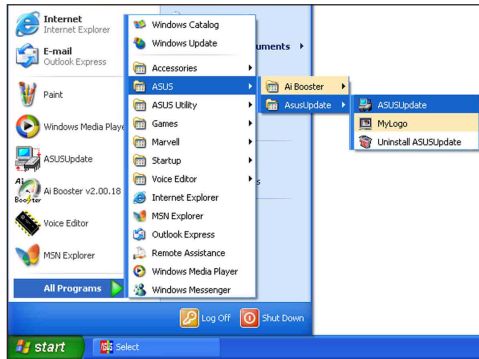 Internet
Internet Explorer
E-mail
Outlook Express
Paint
Windows Media Playe
ASUSUpdate
Ai Booster v2.00.18
Voice Editor
MSN Explorer
All Programs
uments
s
Windows Catalog
Windows Update
Accessories
ASUS
ASUS Utility
Games
Marvell
Startup
Voice Editor
Internet Explorer
MSN Explorer
Outlook Express
Remote Assistance
Windows Media Player
Windows Messenger
Ai Booster
AsusUpdate
ASUSUpdate
MyLogo
Uninstall ASUSUpdate
Log Off
Shut Down
start
Select